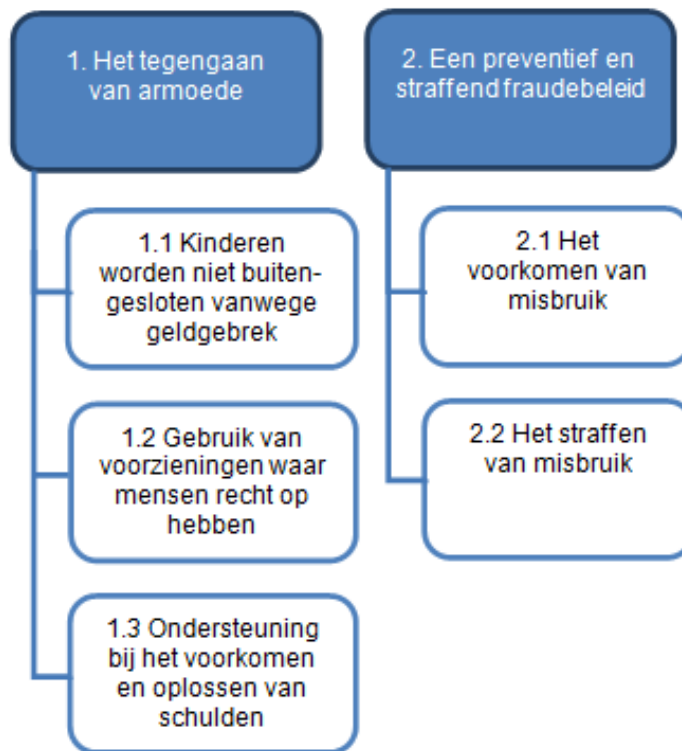 1. Het tegengaan
van armoede
1.1 Kinderen
worden niet buiten-
gesloten vanwege
geldgebrek
1.2 Gebruik van
voorzieningen waar
mensen recht op
hebben
1.3 Ondersteuning
bij het voorkomen
en oplossen van
schulden
2. Een preventief en
straffend fraudebeleid
2.1 Het
voorkomen van
misbruik
2.2 Het straffen
van misbruik